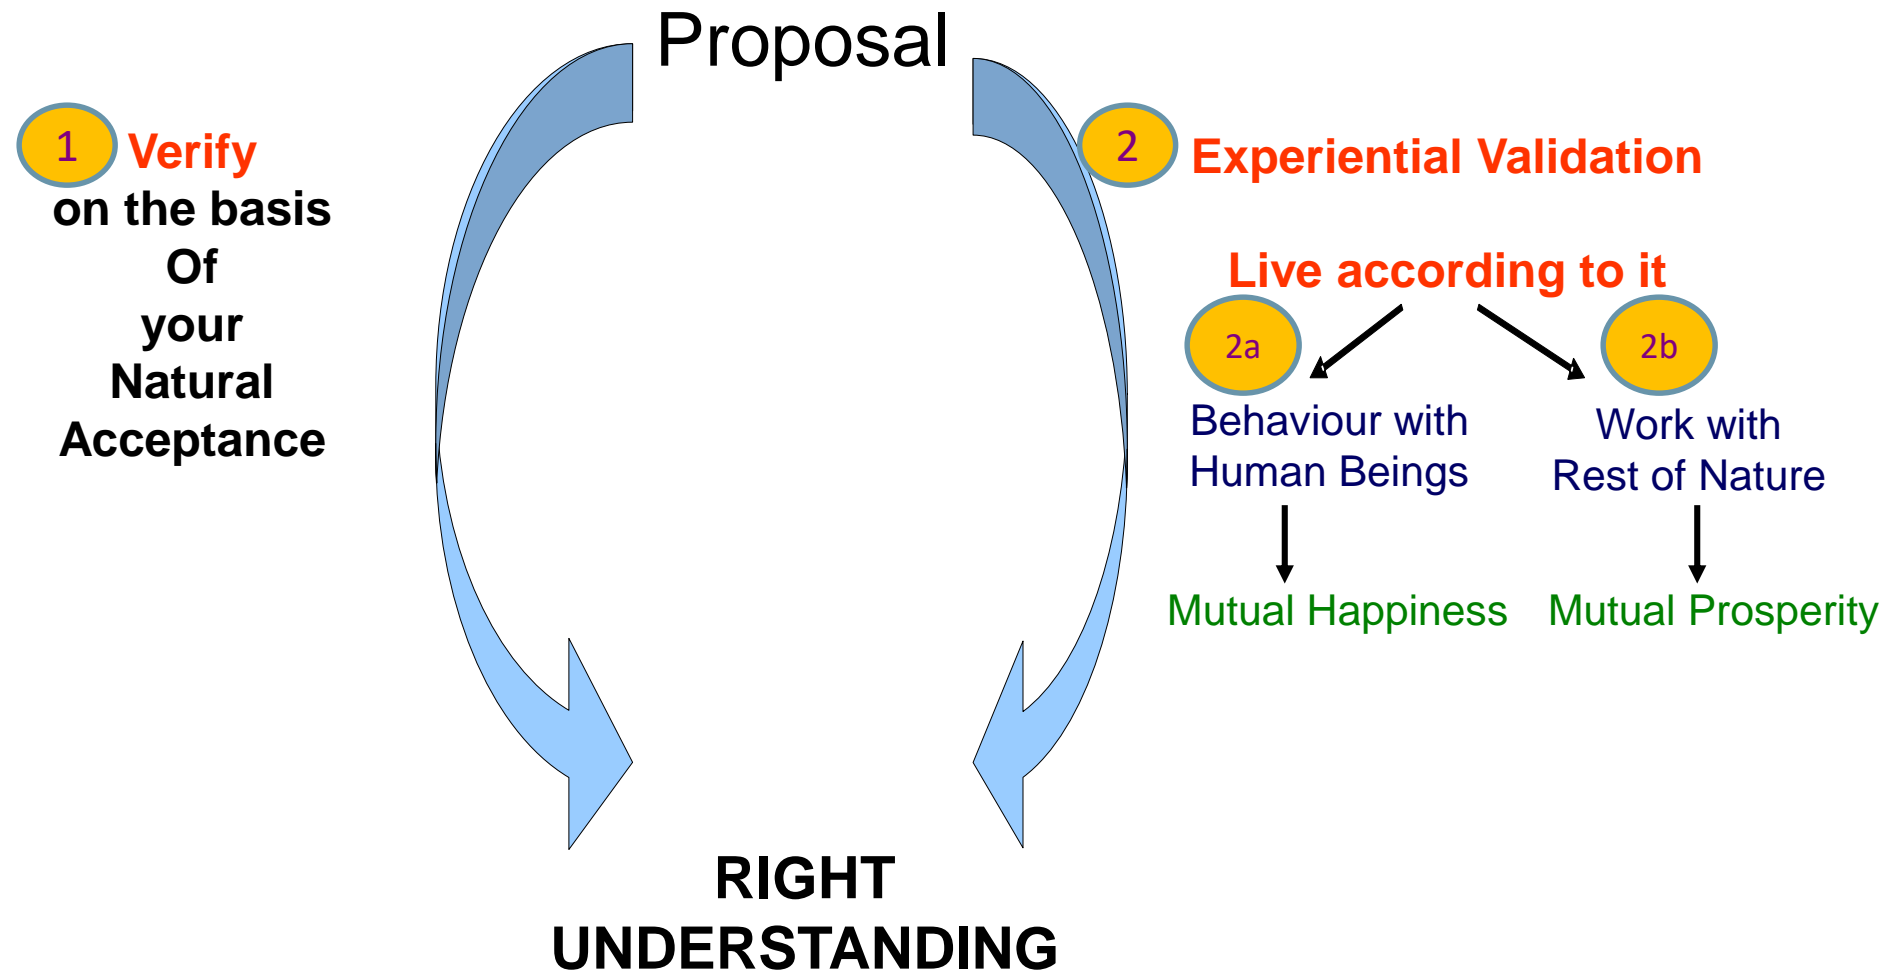 Proposal
1
Verify
on the basis
Of
your
Natural
Acceptance
2
Experiential Validation
Live according to it
2a
2b
Behaviour with
Human Beings
Work with
Rest of Nature
Mutual Happiness
Mutual Prosperity
RIGHT
UNDERSTANDING